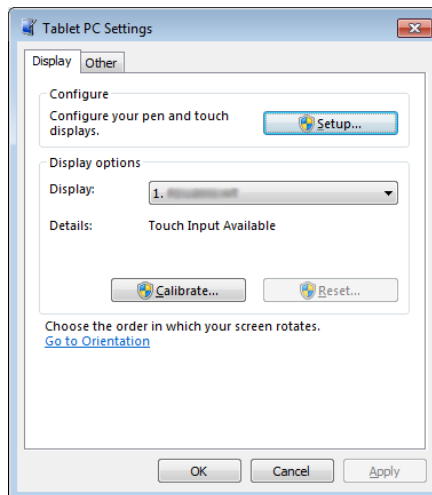 Tablet PC Settings
Display Other
Configure
Configure your pen and touch
displays.
Setup...
Display options
Display: 1.
Details: Touch Input Available
Calibrate... Reset...
Choose the order in which your screen rotates.
Go to Orientation
OK Cancel Apply